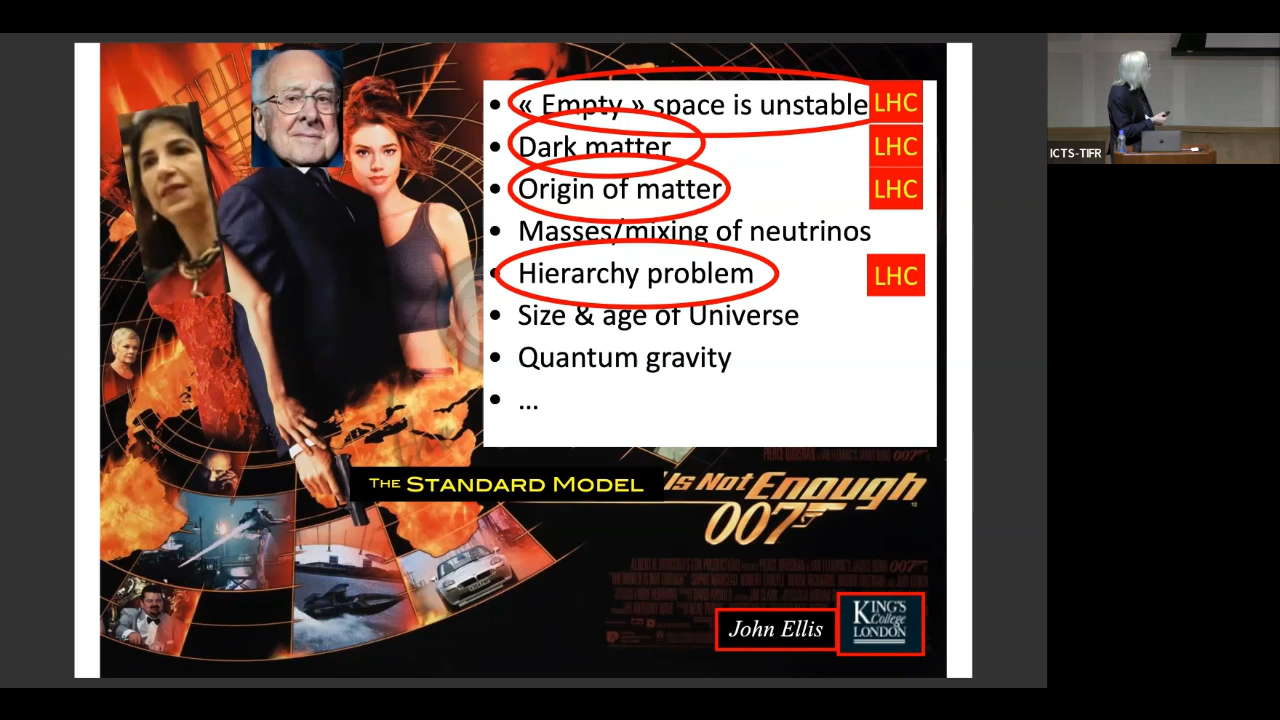 • « Empty » space is unstable LHC
• Dark matter LHC
• Origin of matter LHC
• Masses/mixing of neutrinos
• Hierarchy problem LHC
• Size & age of Universe
• Quantum gravity
• ...
ICTS-TIFR
THE STANDARD MODEL Is Not Enough
007
John Ellis
KING'S
College
LONDON